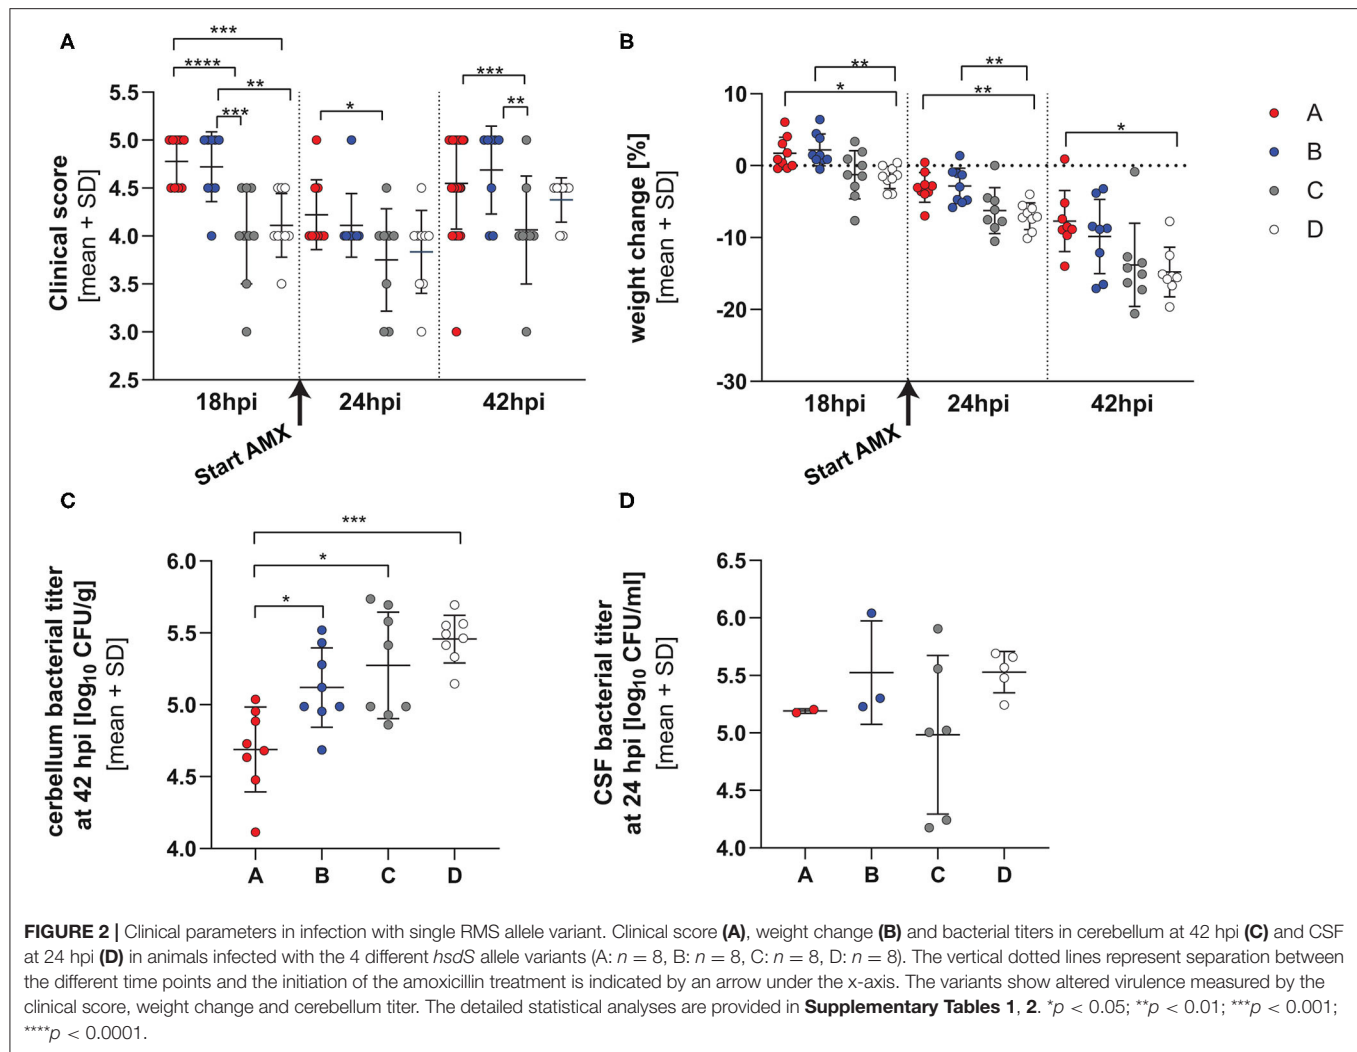 A
Clinical score
[mean + SD]
5.5
5.0
4.5
4.0
3.5
3.0
2.5
***
****
**
***
*
***
**
18hpi
24hpi
42hpi
Start AMX
B
weight change [%]
[mean + SD]
10
0
-10
-20
-30
**
*
**
**
*
18hpi
24hpi
42hpi
Start AMX
A
B
C
D
C
cerbellum bacterial titer
at 42 hpi [log10 CFU/g]
[mean + SD]
6.0
5.5
5.0
4.5
4.0
***
*
*
A
B
C
D
D
CSF bacterial titer
at 24 hpi [log10 CFU/ml]
[mean + SD]
6.5
6.0
5.5
5.0
4.5
4.0
A
B
C
D
FIGURE 2 | Clinical parameters in infection with single RMS allele variant. Clinical score (A), weight change (B) and bacterial titers in cerebellum at 42 hpi (C) and CSF
at 24 hpi (D) in animals infected with the 4 different hsdS allele variants (A: n = 8, B: n = 8, C: n = 8, D: n = 8). The vertical dotted lines represent separation between
the different time points and the initiation of the amoxicillin treatment is indicated by an arrow under the x-axis. The variants show altered virulence measured by the
clinical score, weight change and cerebellum titer. The detailed statistical analyses are provided in Supplementary Tables 1, 2. *p < 0.05; **p < 0.01; ***p < 0.001;
****p < 0.0001.